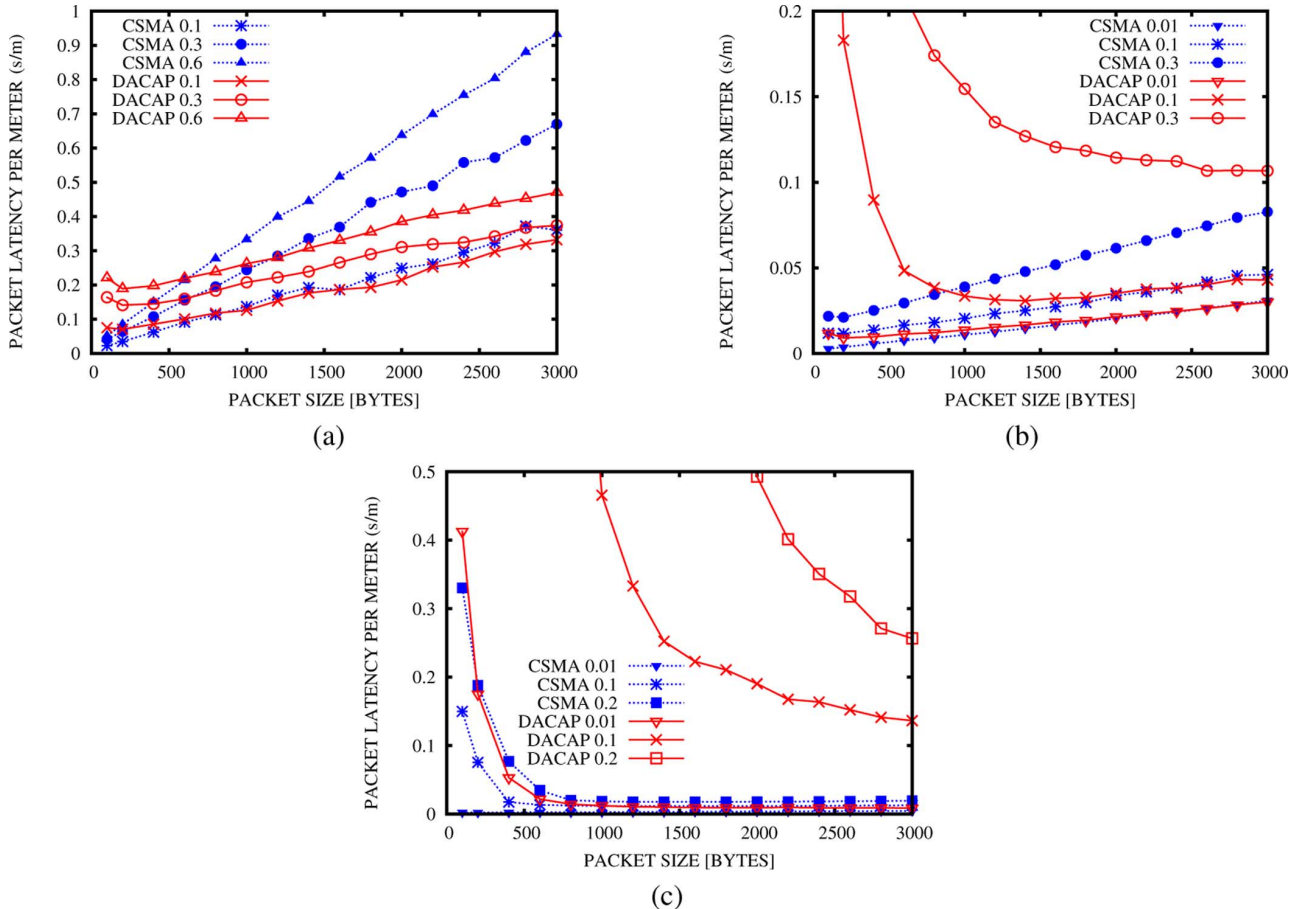 PACKET LATENCY PER METER (s/m)
1
0.9
0.8
0.7
0.6
0.5
0.4
0.3
0.2
0.1
0
CSMA 0.1
CSMA 0.3
CSMA 0.6
DACAP 0.1
DACAP 0.3
DACAP 0.6
0 500 1000 1500 2000 2500 3000
PACKET SIZE [BYTES]
(a)
PACKET LATENCY PER METER (s/m)
0.2
0.15
0.1
0.05
0
CSMA 0.01
CSMA 0.1
CSMA 0.3
DACAP 0.01
DACAP 0.1
DACAP 0.3
0 500 1000 1500 2000 2500 3000
PACKET SIZE [BYTES]
(b)
PACKET LATENCY PER METER (s/m)
0.5
0.4
0.3
0.2
0.1
0
CSMA 0.01
CSMA 0.1
CSMA 0.2
DACAP 0.01
DACAP 0.1
DACAP 0.2
0 500 1000 1500 2000 2500 3000
PACKET SIZE [BYTES]
(c)